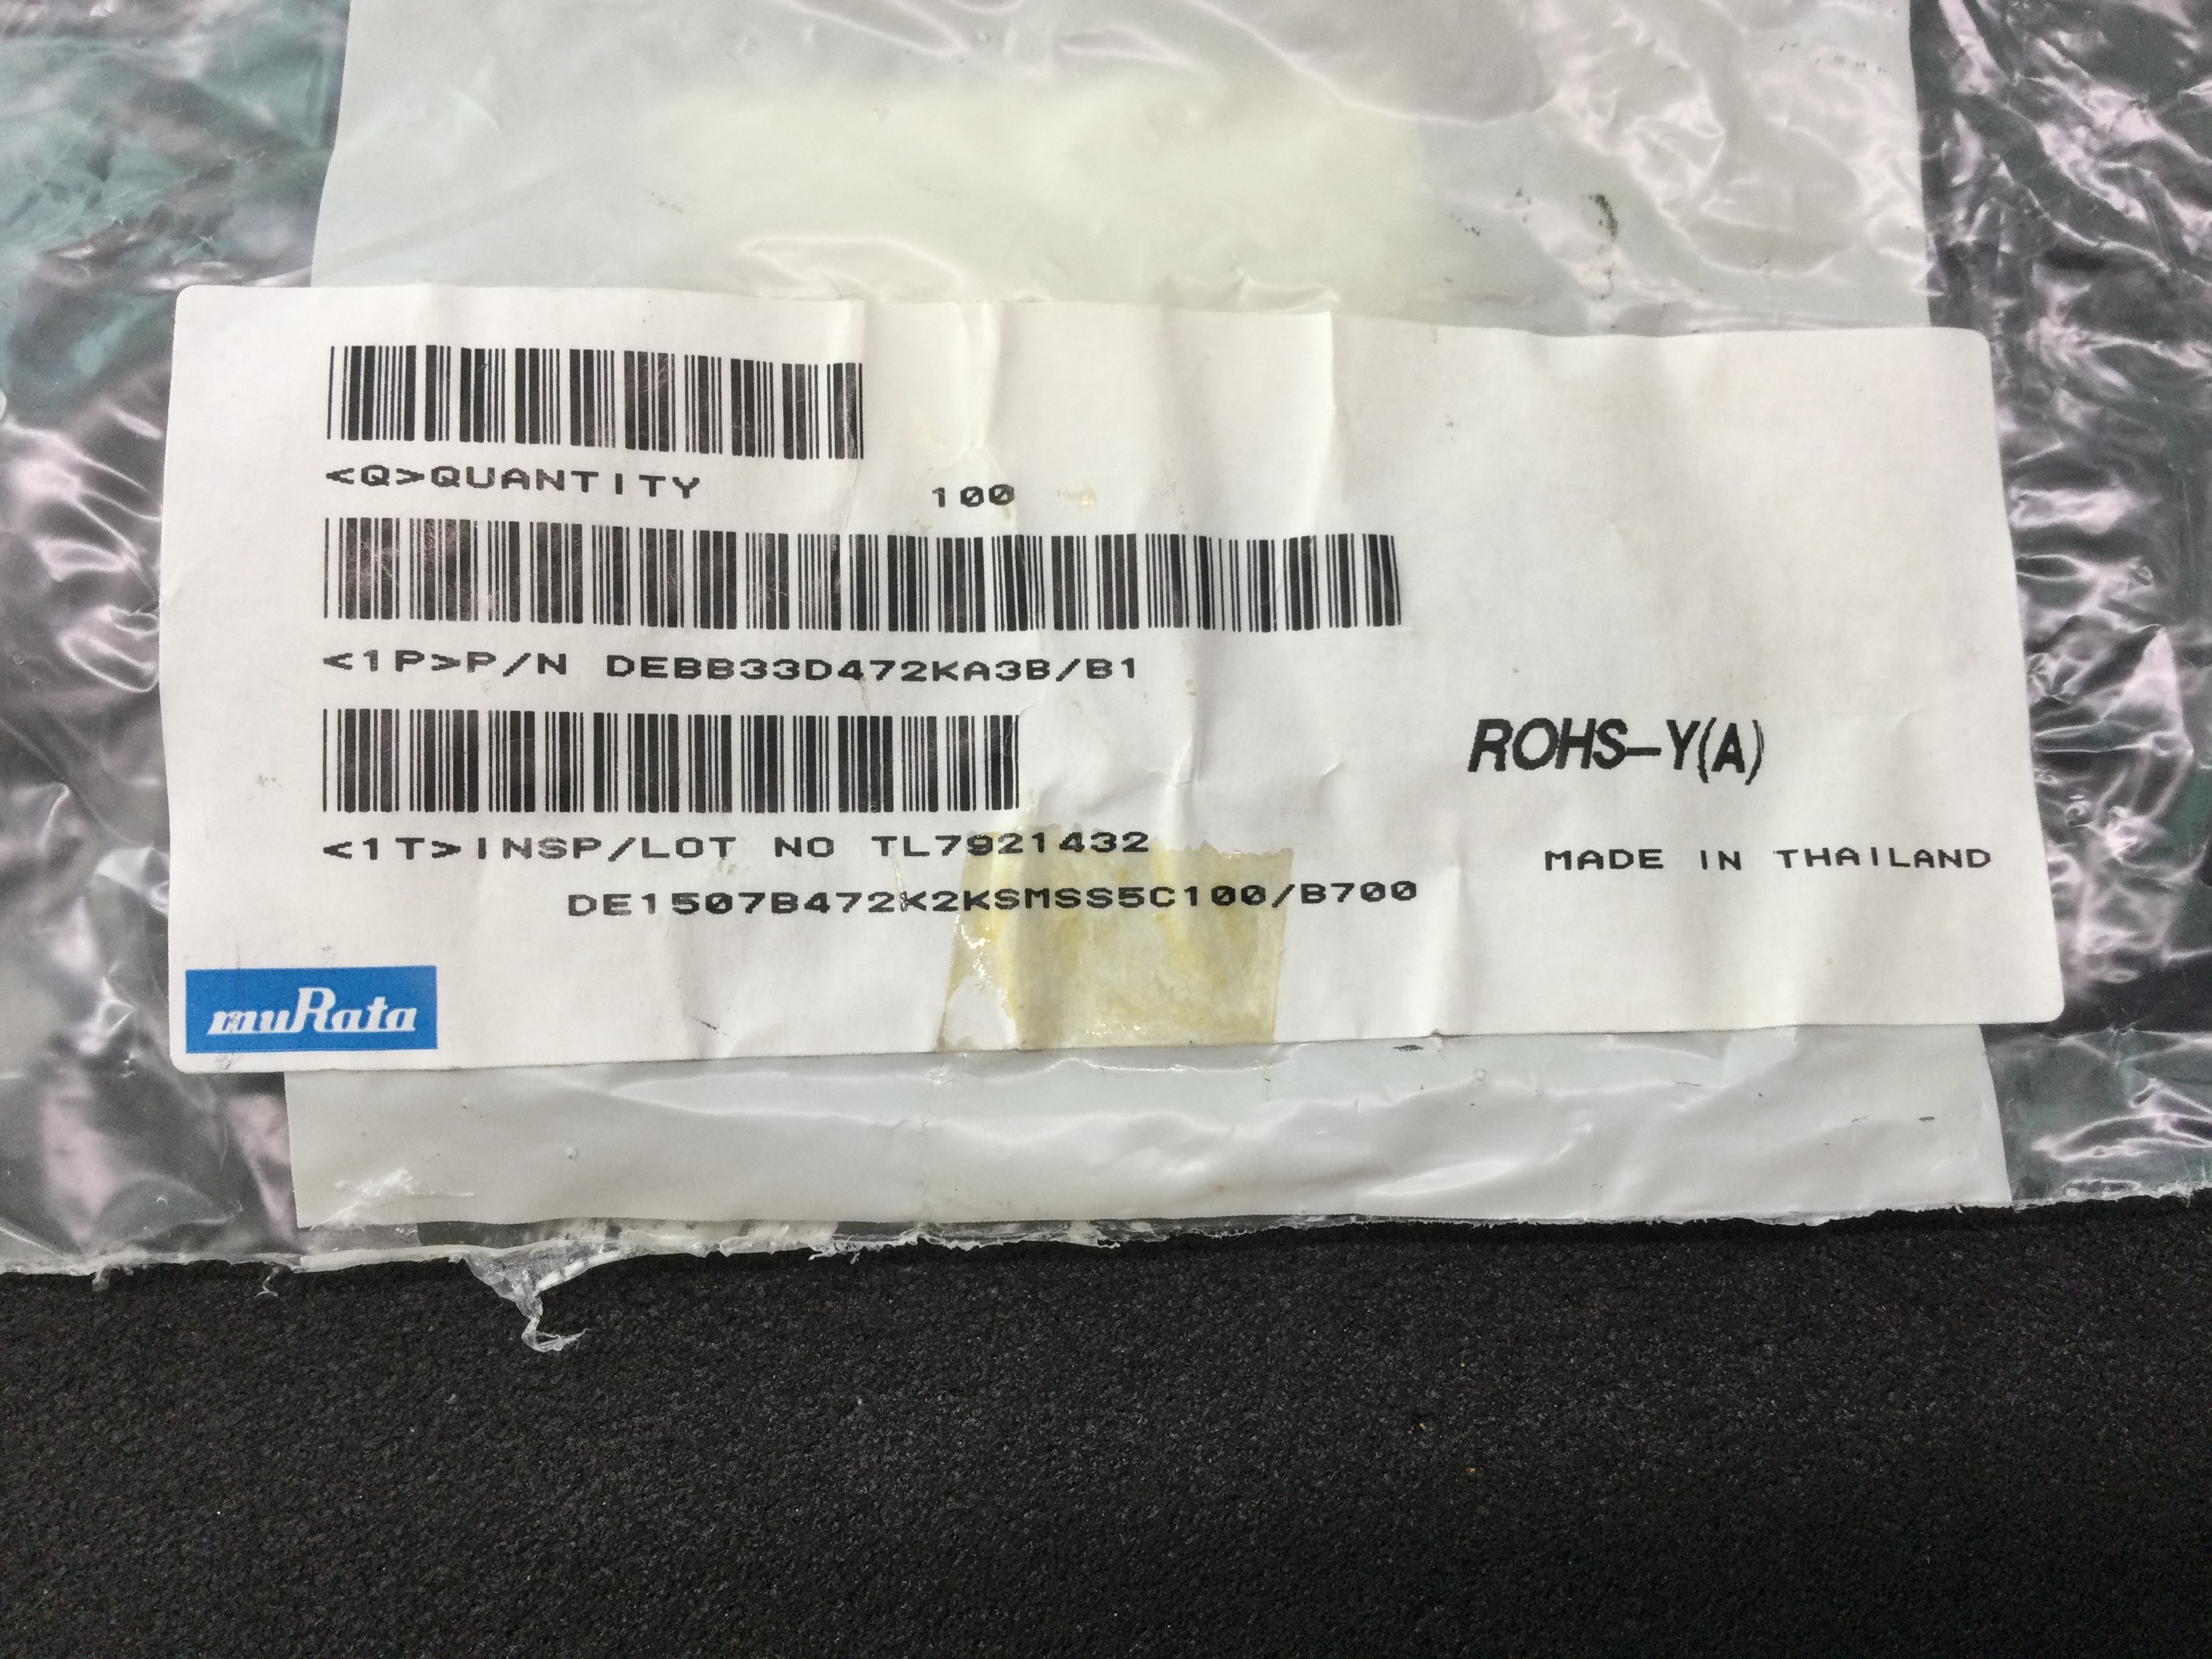 <Q>QUANTITY 100
<1P>P/N DEBB33D472KA3B/B1
<1T>INSP/LOT NO TL7921432
DE1507B472K2KSMSS5C100/B700
ROHS-Y(A)
MADE IN THAILAND
muRata